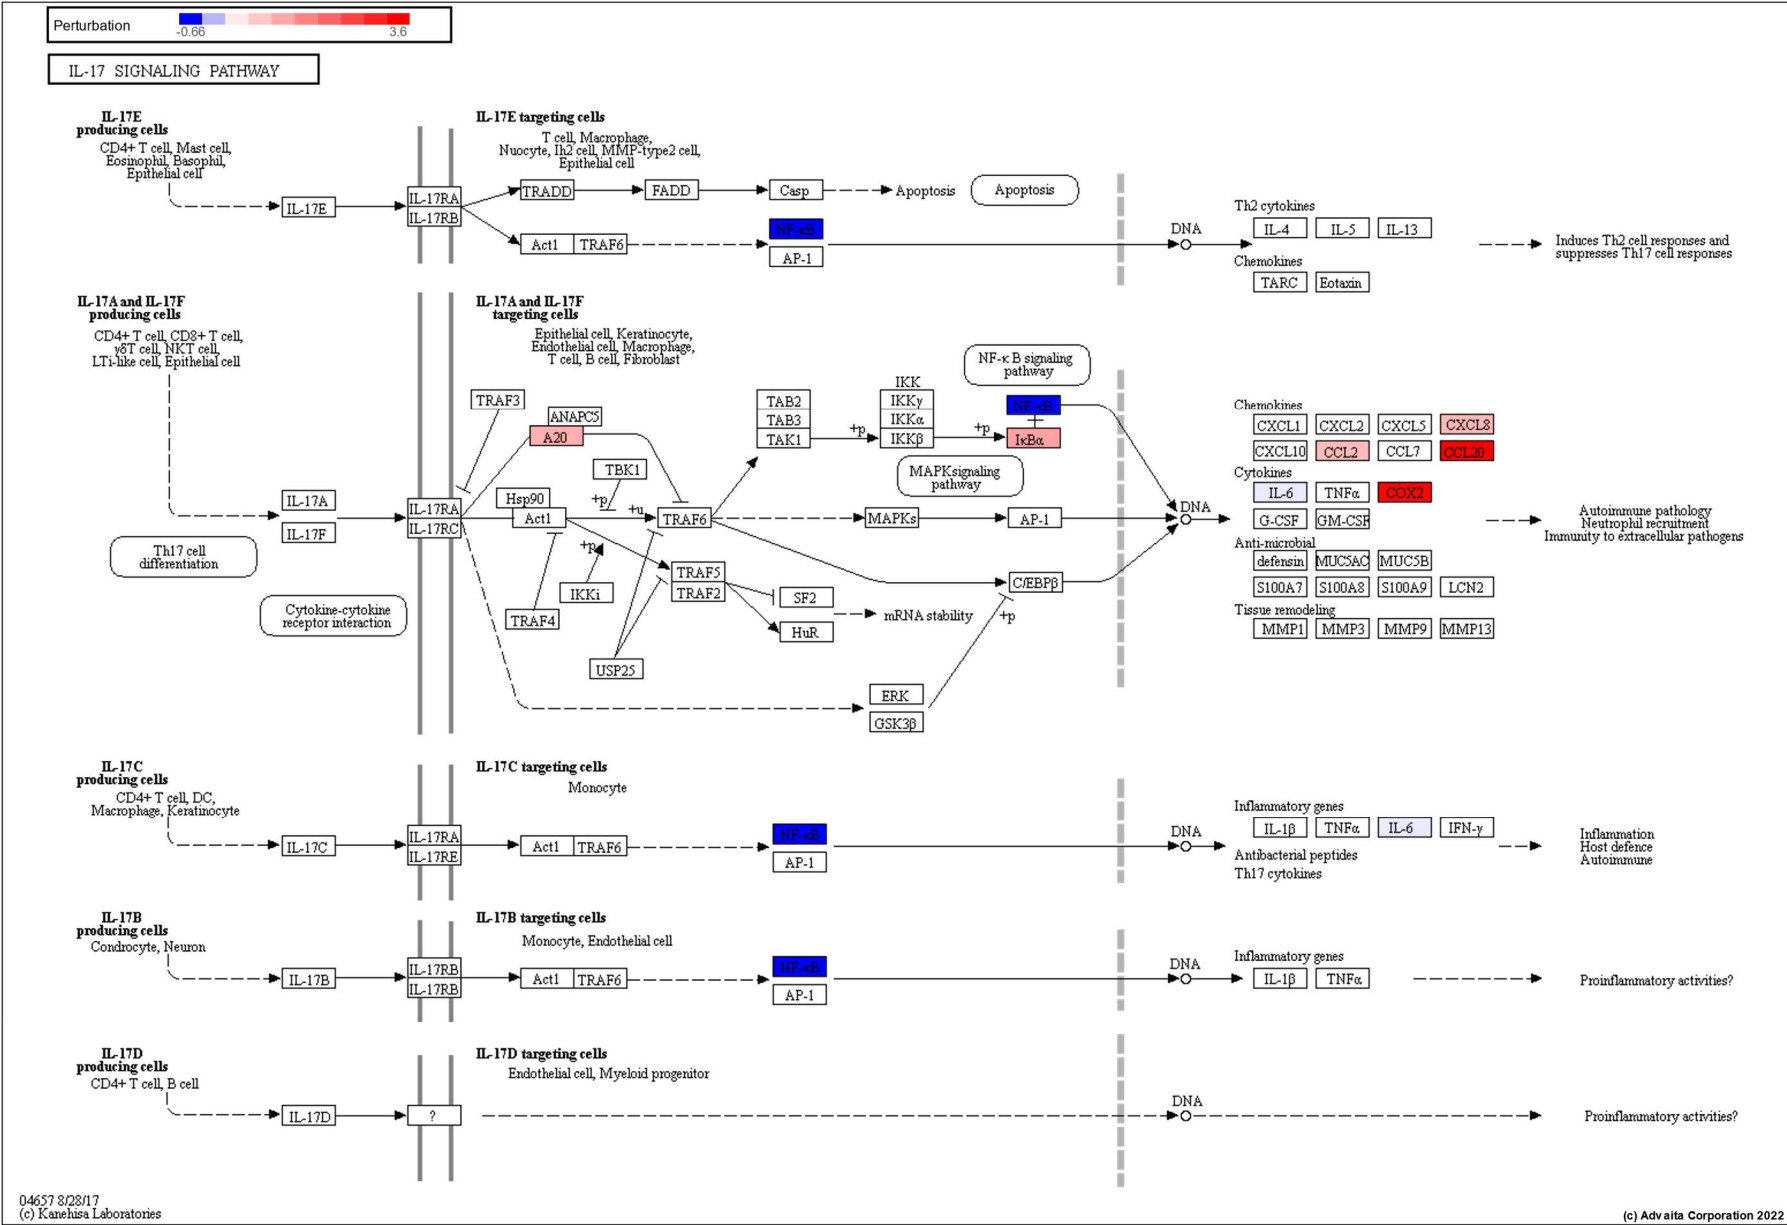 Perturbation
-0.66
3.6
IL-17 SIGNALING PATHWAY
IL-17E
producing cells
CD4+ T cell, Mast cell,
Eosinophil, Basophil,
Epithelial cell
IL-17E targeting cells
T cell, Macrophage,
Nuocyte, Ih2 cell, MMP-type2 cell,
Epithelial cell
IL-17E
IL-17RA
IL-17RB
TRADD
FADD
Casp
Apoptosis
Apoptosis
Act1
TRAF6
NF-κB
AP-1
DNA
Th2 cytokines
IL-4
IL-5
IL-13
Chemokines
TARC
Eotaxin
Induces Th2 cell responses and
suppresses Th17 cell responses
IL-17A and IL-17F
producing cells
CD4+ T cell, CD8+ T cell,
γδT cell, NKT cell,
LTi-like cell, Epithelial cell
IL-17A and IL-17F
targeting cells
Epithelial cell, Keratinocyte,
Endothelial cell, Macrophage,
T cell, B cell, Fibroblast
IL-17A
IL-17F
IL-17RA
IL-17RC
Th17 cell
differentiation
Cytokine-cytokine
receptor interaction
TRAF3
ANAPC5
A20
TBK1
Hsp90
Act1
+p
+u
TRAF6
+p
IKKi
TRAF4
TRAF5
TRAF2
USP25
SF2
HuR
mRNA stability
TAB2
TAB3
TAK1
+p
IKK
IKKγ
IKKα
IKKβ
+p
NF-κ B signaling
pathway
NF-κB
IκBα
MAPK signaling
pathway
MAPKs
AP-1
C/EBPβ
+p
ERK
GSK3β
DNA
Chemokines
CXCL1
CXCL2
CXCL5
CXCL8
CXCL10
CCL2
CCL7
CCL20
Cytokines
IL-6
TNFα
COX2
G-CSF
GM-CSF
Anti-microbial
defensin
MUC5AC
MUC5B
S100A7
S100A8
S100A9
LCN2
Tissue remodeling
MMP1
MMP3
MMP9
MMP13
Autoimmune pathology
Neutrophil recruitment
Immunity to extracellular pathogens
IL-17C
producing cells
CD4+ T cell, DC,
Macrophage, Keratinocyte
IL-17C targeting cells
Monocyte
IL-17C
IL-17RA
IL-17RE
Act1
TRAF6
NF-κB
AP-1
DNA
Inflammatory genes
IL-1β
TNFα
IL-6
IFN-γ
Antibacterial peptides
Th17 cytokines
Inflammation
Host defence
Autoimmune
IL-17B
producing cells
Condrocyte, Neuron
IL-17B targeting cells
Monocyte, Endothelial cell
IL-17B
IL-17RB
IL-17RB
Act1
TRAF6
NF-κB
AP-1
DNA
Inflammatory genes
IL-1β
TNFα
Proinflammatory activities?
IL-17D
producing cells
CD4+ T cell, B cell
IL-17D targeting cells
Endothelial cell, Myeloid progenitor
IL-17D
?
DNA
Proinflammatory activities?
04657 8/28/17
(c) Kanehisa Laboratories
(c) Advaita Corporation 2022